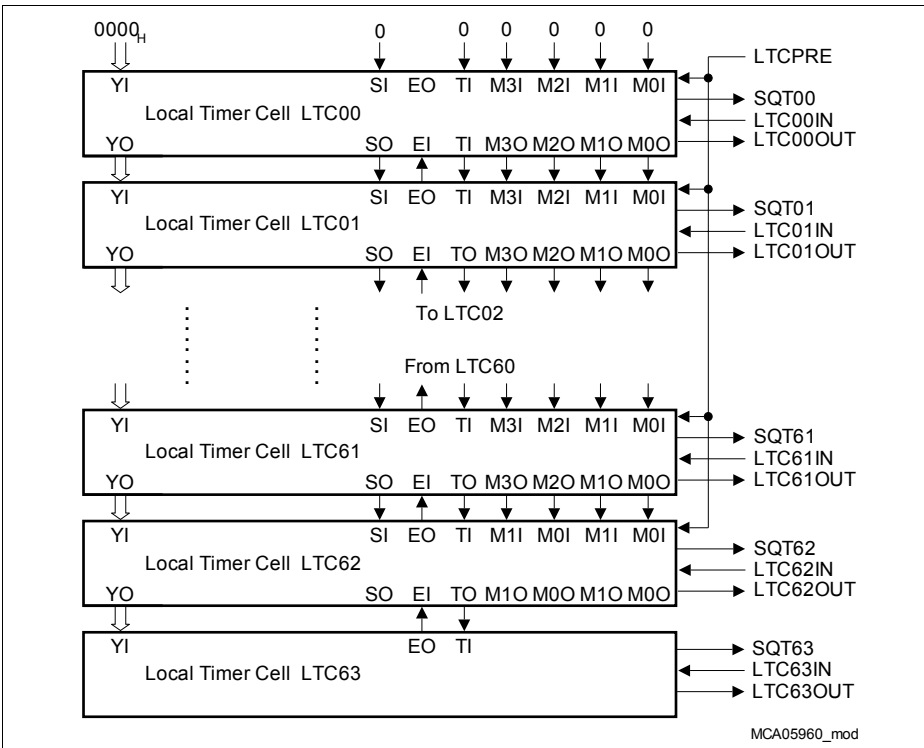 0000H 0 0 0 0 0 0
LTCPRE
YI SI EO TI M3I M2I M1I M0I
Local Timer Cell LTC00
SQT00
LTC00IN
LTC00OUT
YO SO EI TI M3O M2O M1O M0O
YI SI EO TI M3I M2I M1I M0I
Local Timer Cell LTC01
SQT01
LTC01IN
LTC01OUT
YO SO EI TO M3O M2O M1O M0O
To LTC02
From LTC60
YI SI EO TI M3I M2I M1I M0I
Local Timer Cell LTC61
SQT61
LTC61IN
LTC61OUT
YO SO EI TO M3O M2O M1O M0O
YI SI EO TI M1I M0I M1I M0I
Local Timer Cell LTC62
SQT62
LTC62IN
LTC62OUT
YO SO EI TO M1O M0O M1O M0O
YI EO TI
Local Timer Cell LTC63
SQT63
LTC63IN
LTC63OUT
MCA05960_mod